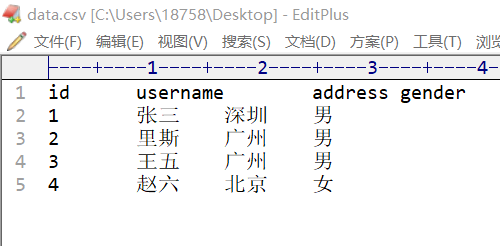 data.csv [C:\Users\18758\Desktop] - EditPlus
文件(F) 编辑(E) 视图(V) 搜索(S) 文档(D) 方案(P) 工具(T) 浏览
----+----1----+----2----+----3----+----4
1 id username address gender
2 1 张三 深圳 男
3 2 里斯 广州 男
4 3 王五 广州 男
5 4 赵六 北京 女